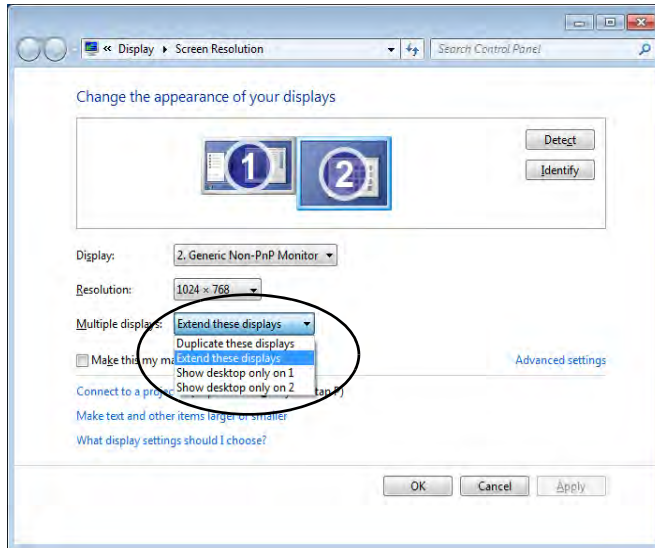 « Display ▸ Screen Resolution Search Control Panel
Change the appearance of your displays
1 2
Detect
Identify
Display: 2. Generic Non-PnP Monitor
Resolution: 1024 × 768
Multiple displays: Extend these displays
Duplicate these displays
Make this my Extend these displays
Advanced settings
Show desktop only on 1
Connect to a Show desktop only on 2 P)
Make text and other items larger or smaller
What display settings should I choose?
OK Cancel Apply